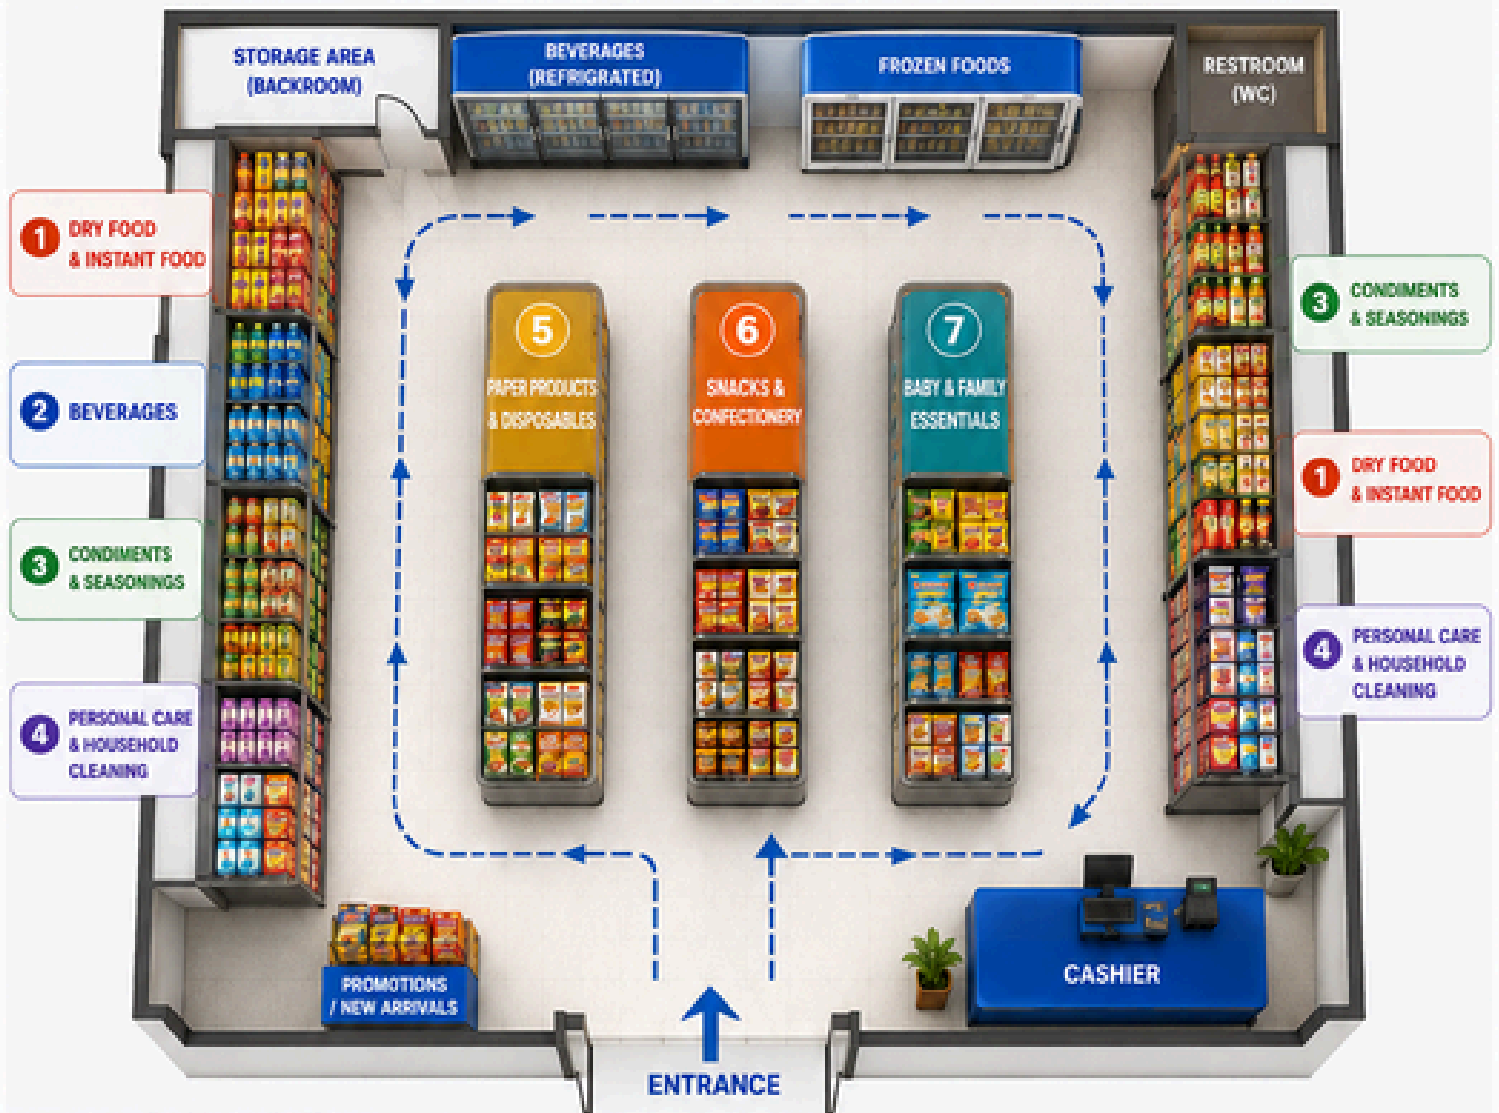 STORAGE AREA
(BACKROOM)
BEVERAGES
(REFRIGRATED)
FROZEN FOODS
RESTROOM
(WC)
1 DRY FOOD
& INSTANT FOOD
2 BEVERAGES
3 CONDIMENTS
& SEASONINGS
4 PERSONAL CARE
& HOUSEHOLD
CLEANING
5
PAPER PRODUCTS
& DISPOSABLES
6
SNACKS &
CONFECTIONERY
7
BABY & FAMILY
ESSENTIALS
3 CONDIMENTS
& SEASONINGS
1 DRY FOOD
& INSTANT FOOD
4 PERSONAL CARE
& HOUSEHOLD
CLEANING
PROMOTIONS
/ NEW ARRIVALS
CASHIER
ENTRANCE